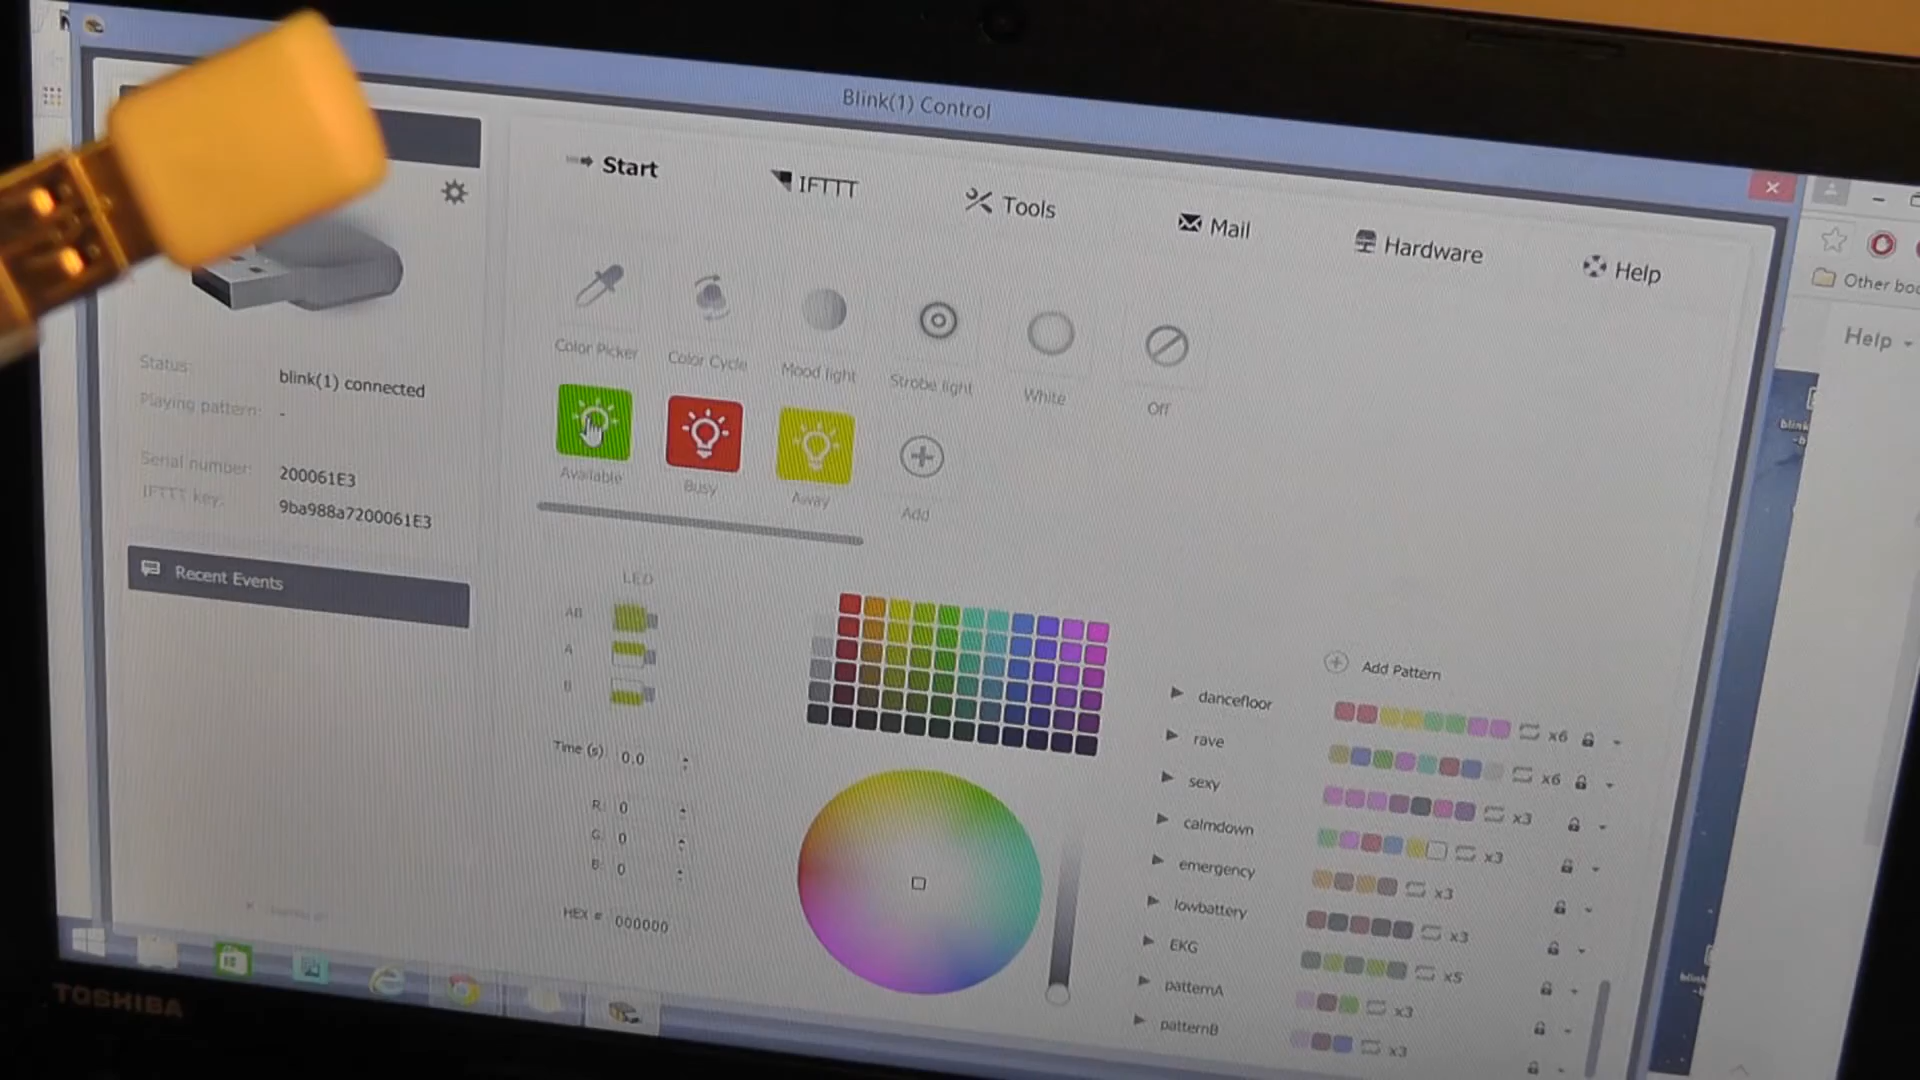 Blink(1) Control
Start
IFTTT
Tools
Mail
Hardware
Help
Other boo
Help
Color Picker
Color Cycle
Mood light
Strobe light
White
Off
Available
Busy
Away
Add
Status:
blink(1) connected
Playing pattern:
-
Serial number:
200061E3
IFTTT key:
9ba988a7200061E3
Recent Events
LED
AB
A
B
Time (s):
0.0
R:
0
G:
0
B:
0
HEX #
000000
Add Pattern
dancefloor
x6
rave
x6
sexy
x3
calmdown
x3
emergency
x3
lowbattery
x3
EKG
x5
patternA
x3
patternB
x3
blink
-b
blink
TOSHIBA